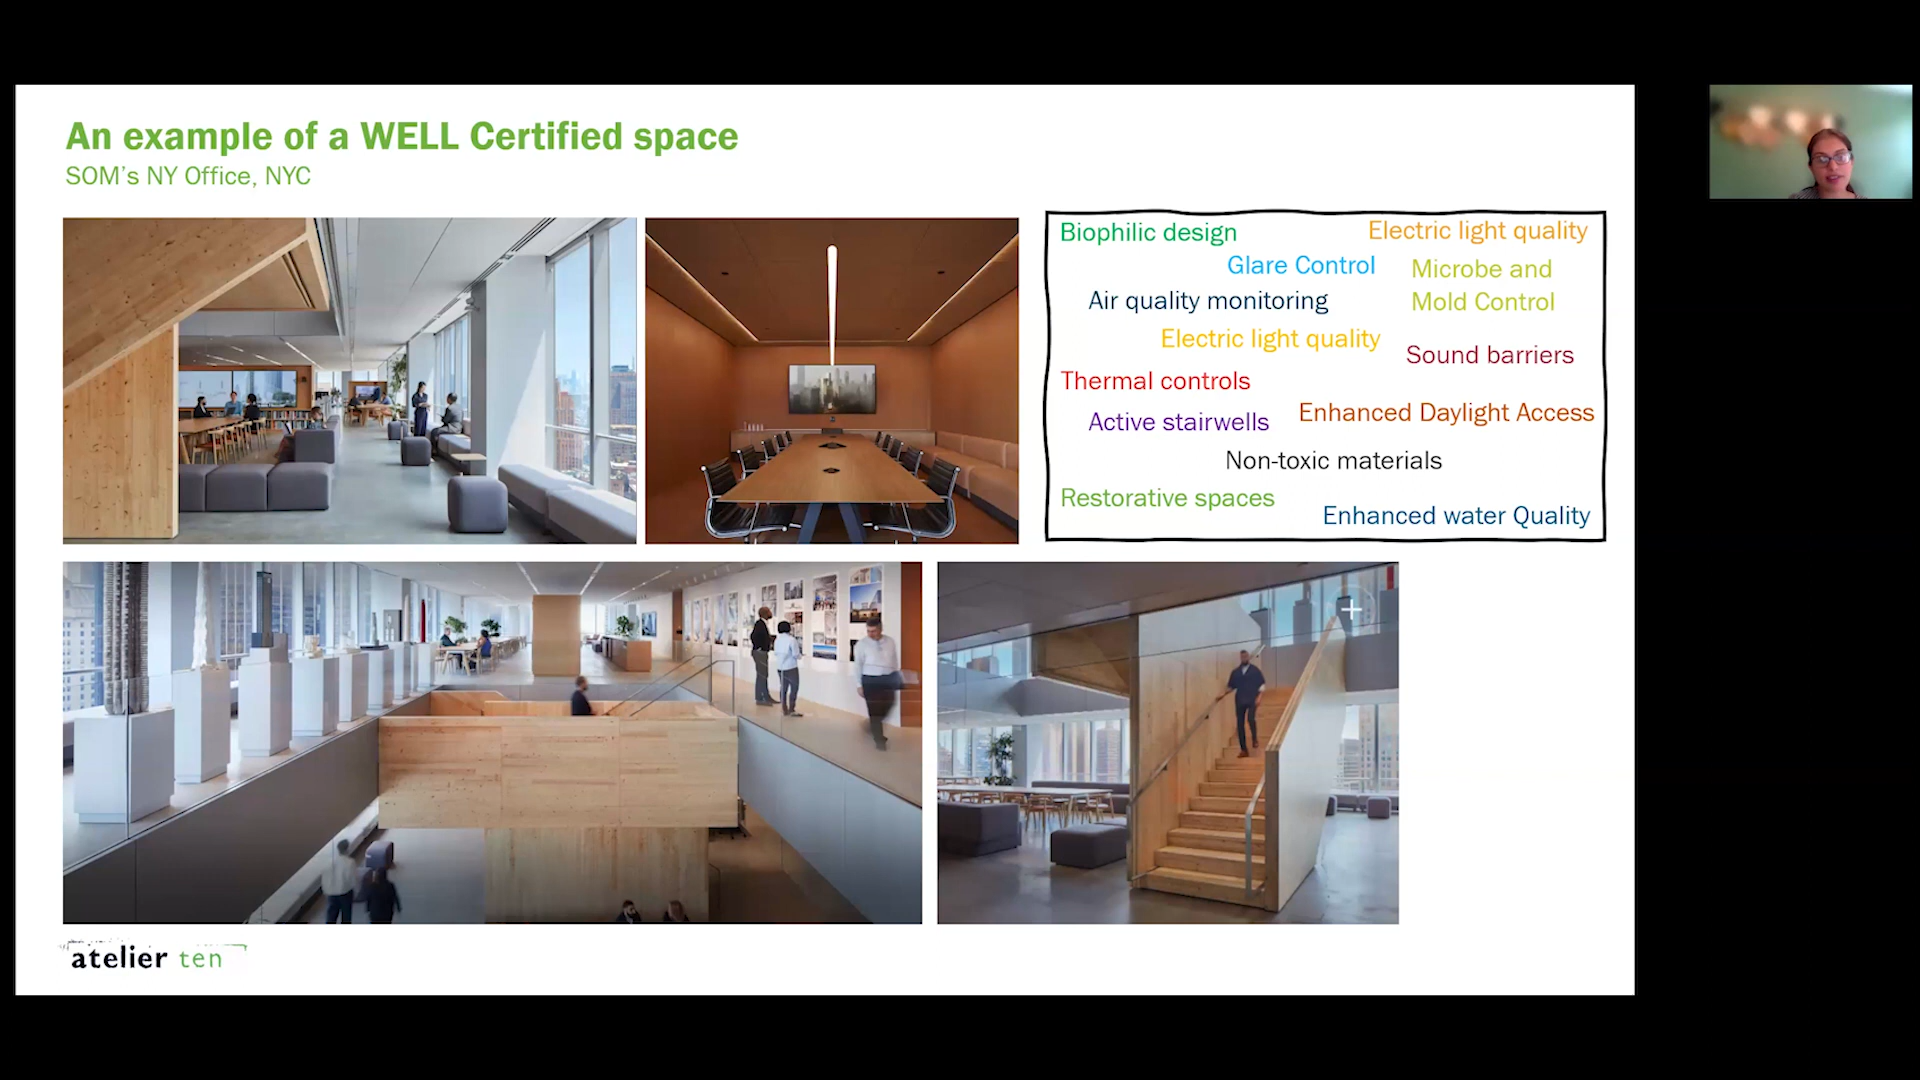 An example of a WELL Certified space
SOM's NY Office, NYC
Biophilic design
Electric light quality
Glare Control
Microbe and
Mold Control
Air quality monitoring
Electric light quality
Sound barriers
Thermal controls
Enhanced Daylight Access
Active stairwells
Non-toxic materials
Restorative spaces
Enhanced water Quality
atelier ten